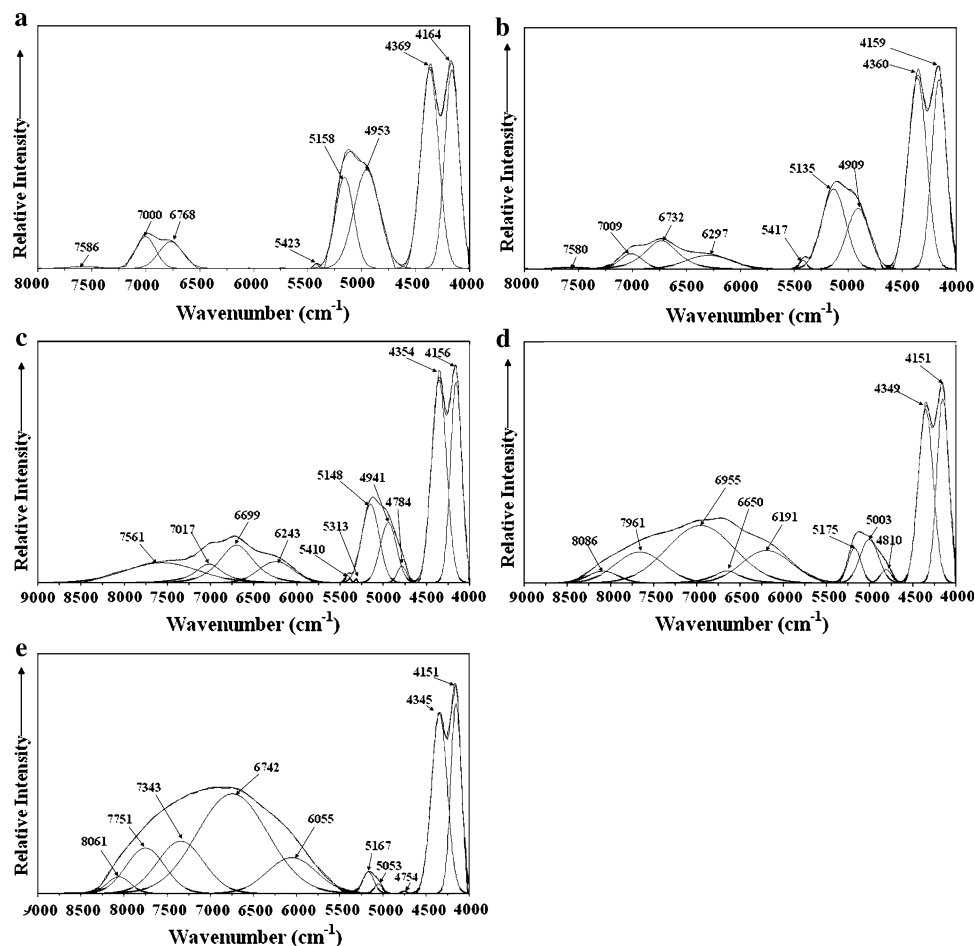 a
4369
4164
5158
4953
7000
6768
7586
5423
Relative Intensity
8000 7500 7000 6500 6000 5500 5000 4500 4000
Wavenumber (cm-1)
b
4159
4360
5135
4909
7009
6732
6297
5417
7580
Relative Intensity
8000 7500 7000 6500 6000 5500 5000 4500 4000
Wavenumber (cm-1)
c
4354
4156
5148
4941
4784
7561
7017
6699
6243
5313
5410
Relative Intensity
9000 8500 8000 7500 7000 6500 6000 5500 5000 4500 4000
Wavenumber (cm-1)
d
4151
4349
6955
6650
7961
6191
8086
5175
5003
4810
Relative Intensity
9000 8500 8000 7500 7000 6500 6000 5500 5000 4500 4000
Wavenumber (cm-1)
e
4151
4345
6742
7343
7751
8061
6055
5167
5053
4754
Relative Intensity
9000 8500 8000 7500 7000 6500 6000 5500 5000 4500 4000
Wavenumber (cm-1)